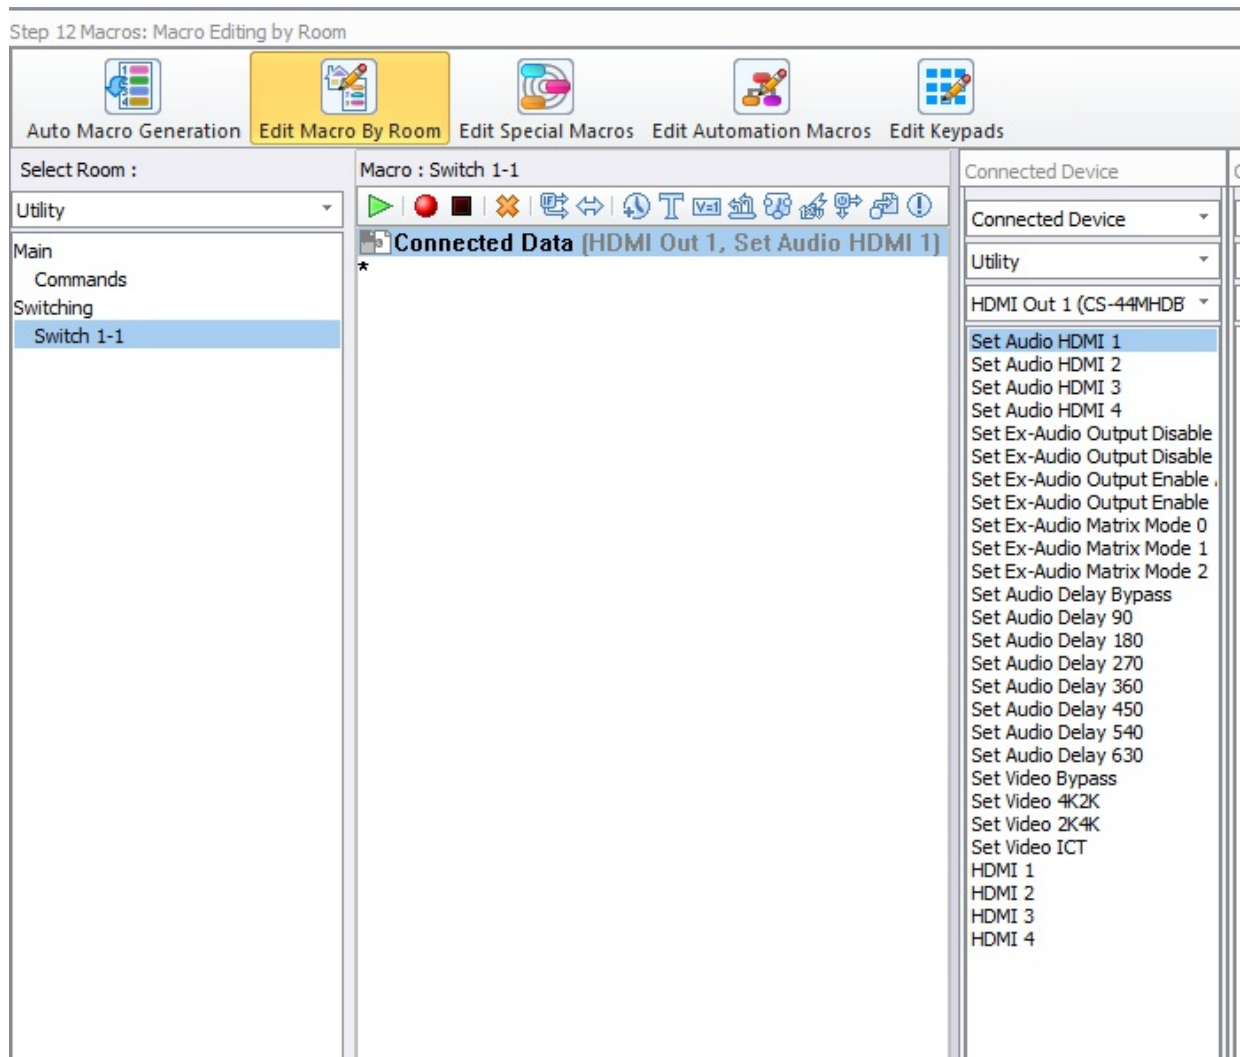 Step 12 Macros: Macro Editing by Room
Auto Macro Generation
Edit Macro By Room
Edit Special Macros
Edit Automation Macros
Edit Keypads
Select Room :
Utility
Main
Commands
Switching
Switch 1-1
Macro : Switch 1-1
Connected Data (HDMI Out 1, Set Audio HDMI 1)
*
Connected Device
Connected Device
Utility
HDMI Out 1 (CS-44MHDB
Set Audio HDMI 1
Set Audio HDMI 2
Set Audio HDMI 3
Set Audio HDMI 4
Set Ex-Audio Output Disable
Set Ex-Audio Output Disable
Set Ex-Audio Output Enable
Set Ex-Audio Output Enable
Set Ex-Audio Matrix Mode 0
Set Ex-Audio Matrix Mode 1
Set Ex-Audio Matrix Mode 2
Set Audio Delay Bypass
Set Audio Delay 90
Set Audio Delay 180
Set Audio Delay 270
Set Audio Delay 360
Set Audio Delay 450
Set Audio Delay 540
Set Audio Delay 630
Set Video Bypass
Set Video 4K2K
Set Video 2K4K
Set Video ICT
HDMI 1
HDMI 2
HDMI 3
HDMI 4